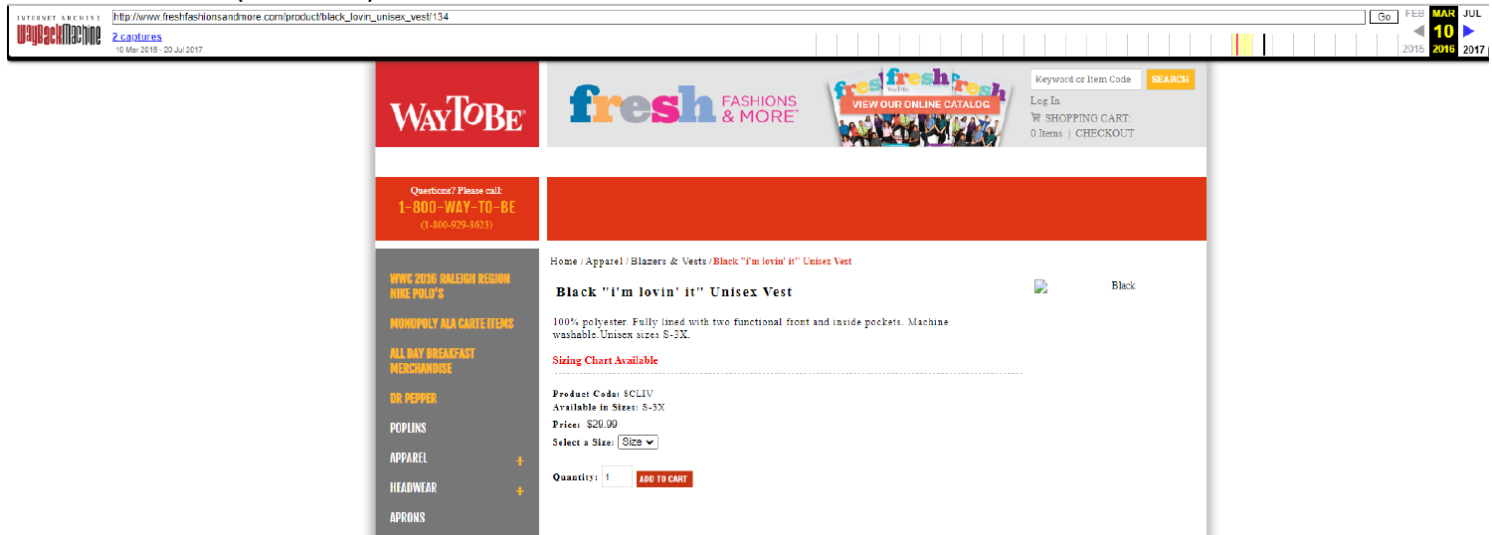 INTERNET ARCHIVE
WayBackMachine
http://www.freshfashionsandmore.com/product/black_lovin_unisex_vest/134
Go
FEB MAR JUL
2 captures
10 Mar 2016 - 20 Jul 2017
10
2015 2016 2017
WAYTOBE
fresh FASHIONS & MORE
fresh
VIEW OUR ONLINE CATALOG
Keyword or Item Code SEARCH
Log In
SHOPPING CART:
0 Items | CHECKOUT
Questions? Please call:
1-800-WAY-TO-BE
(1-800-929-8623)
WWC 2016 RALEIGH REGION
NIKE POLO'S
MONOPOLY ALA CARTE ITEMS
ALL DAY BREAKFAST
MERCHANDISE
DR PEPPER
POPLINS
APPAREL +
HEADWEAR +
APRONS
Home / Apparel / Blazers & Vests / Black "i'm lovin' it" Unisex Vest
Black "i'm lovin' it" Unisex Vest
100% polyester. Fully lined with two functional front and inside pockets. Machine
washable.Unisex sizes S-3X.
Sizing Chart Available
Product Code: SCLIV
Available in Sizes: S-3X
Price: $29.99
Select a Size: Size
Quantity: 1 ADD TO CART
Black